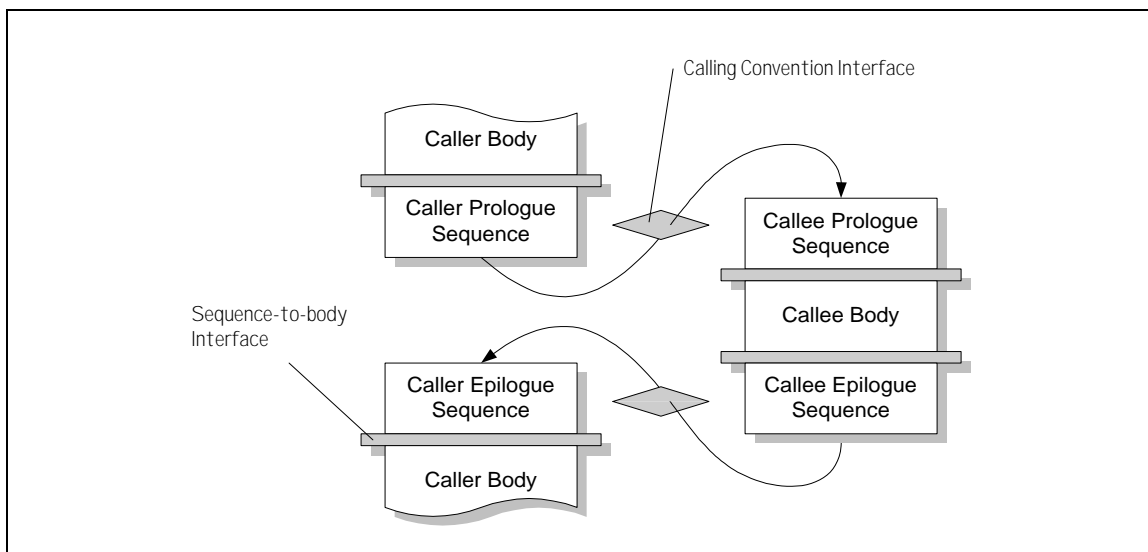 Calling Convention Interface
Caller Body
Caller Prologue
Sequence
Callee Prologue
Sequence
Callee Body
Sequence-to-body
Interface
Caller Epilogue
Sequence
Callee Epilogue
Sequence
Caller Body